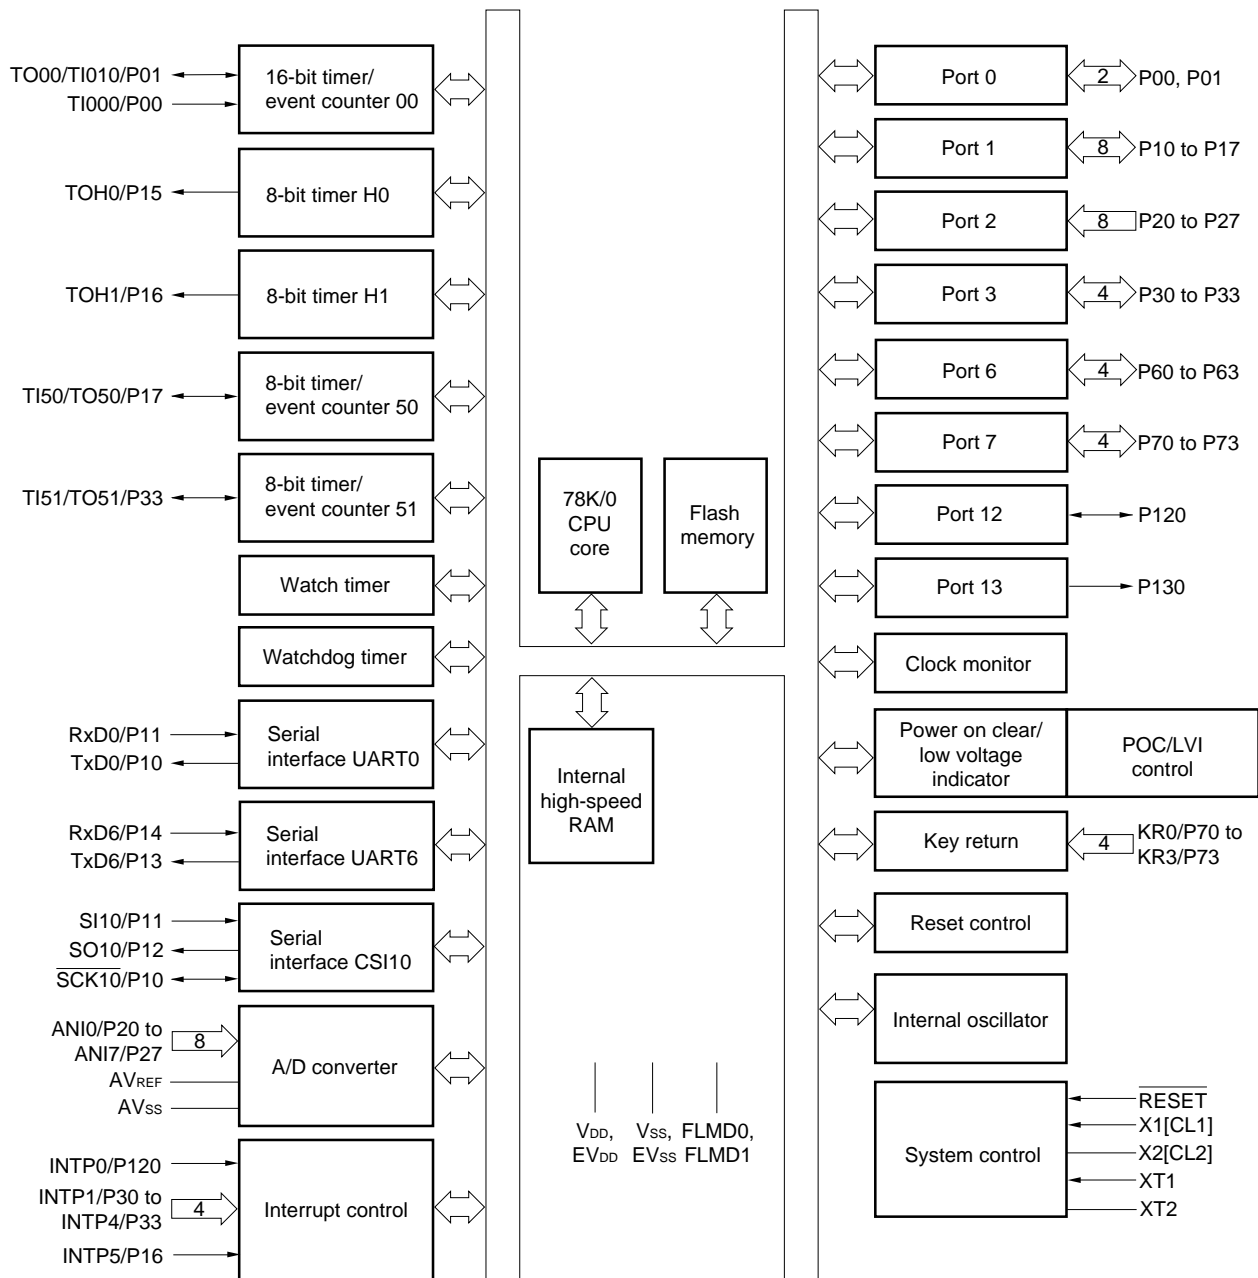 TO00/TI010/P01
TI000/P00
16-bit timer/
event counter 00
TOH0/P15
8-bit timer H0
TOH1/P16
8-bit timer H1
TI50/TO50/P17
8-bit timer/
event counter 50
TI51/TO51/P33
8-bit timer/
event counter 51
Watch timer
Watchdog timer
RxD0/P11
TxD0/P10
Serial
interface UART0
RxD6/P14
TxD6/P13
Serial
interface UART6
SI10/P11
SO10/P12
SCK10/P10
Serial
interface CSI10
ANI0/P20 to
ANI7/P27
8
AVREF
AVSS
A/D converter
INTP0/P120
INTP1/P30 to
INTP4/P33
4
INTP5/P16
Interrupt control
78K/0
CPU
core
Flash
memory
Internal
high-speed
RAM
VDD,
EVDD
VSS,
EVSS
FLMD0,
FLMD1
Port 0
2
P00, P01
Port 1
8
P10 to P17
Port 2
8
P20 to P27
Port 3
4
P30 to P33
Port 6
4
P60 to P63
Port 7
4
P70 to P73
Port 12
P120
Port 13
P130
Clock monitor
Power on clear/
low voltage
indicator
POC/LVI
control
Key return
4
KR0/P70 to
KR3/P73
Reset control
Internal oscillator
System control
RESET
X1[CL1]
X2[CL2]
XT1
XT2